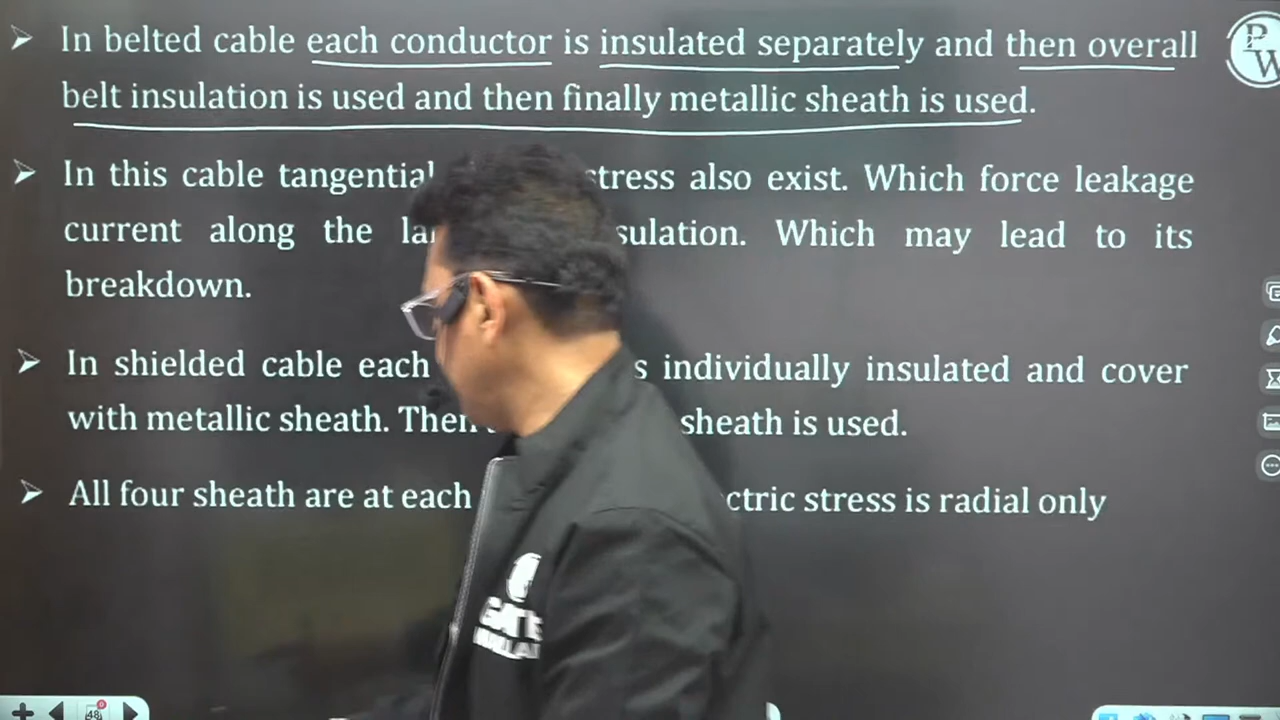 In belted cable each conductor is insulated separately and then overall
belt insulation is used and then finally metallic sheath is used.
In this cable tangential stress also exist. Which force leakage
current along the sulation. Which may lead to its
breakdown.
In shielded cable each s individually insulated and cover
with metallic sheath. Then sheath is used.
All four sheath are at each ctric stress is radial only
PW
GATE
48